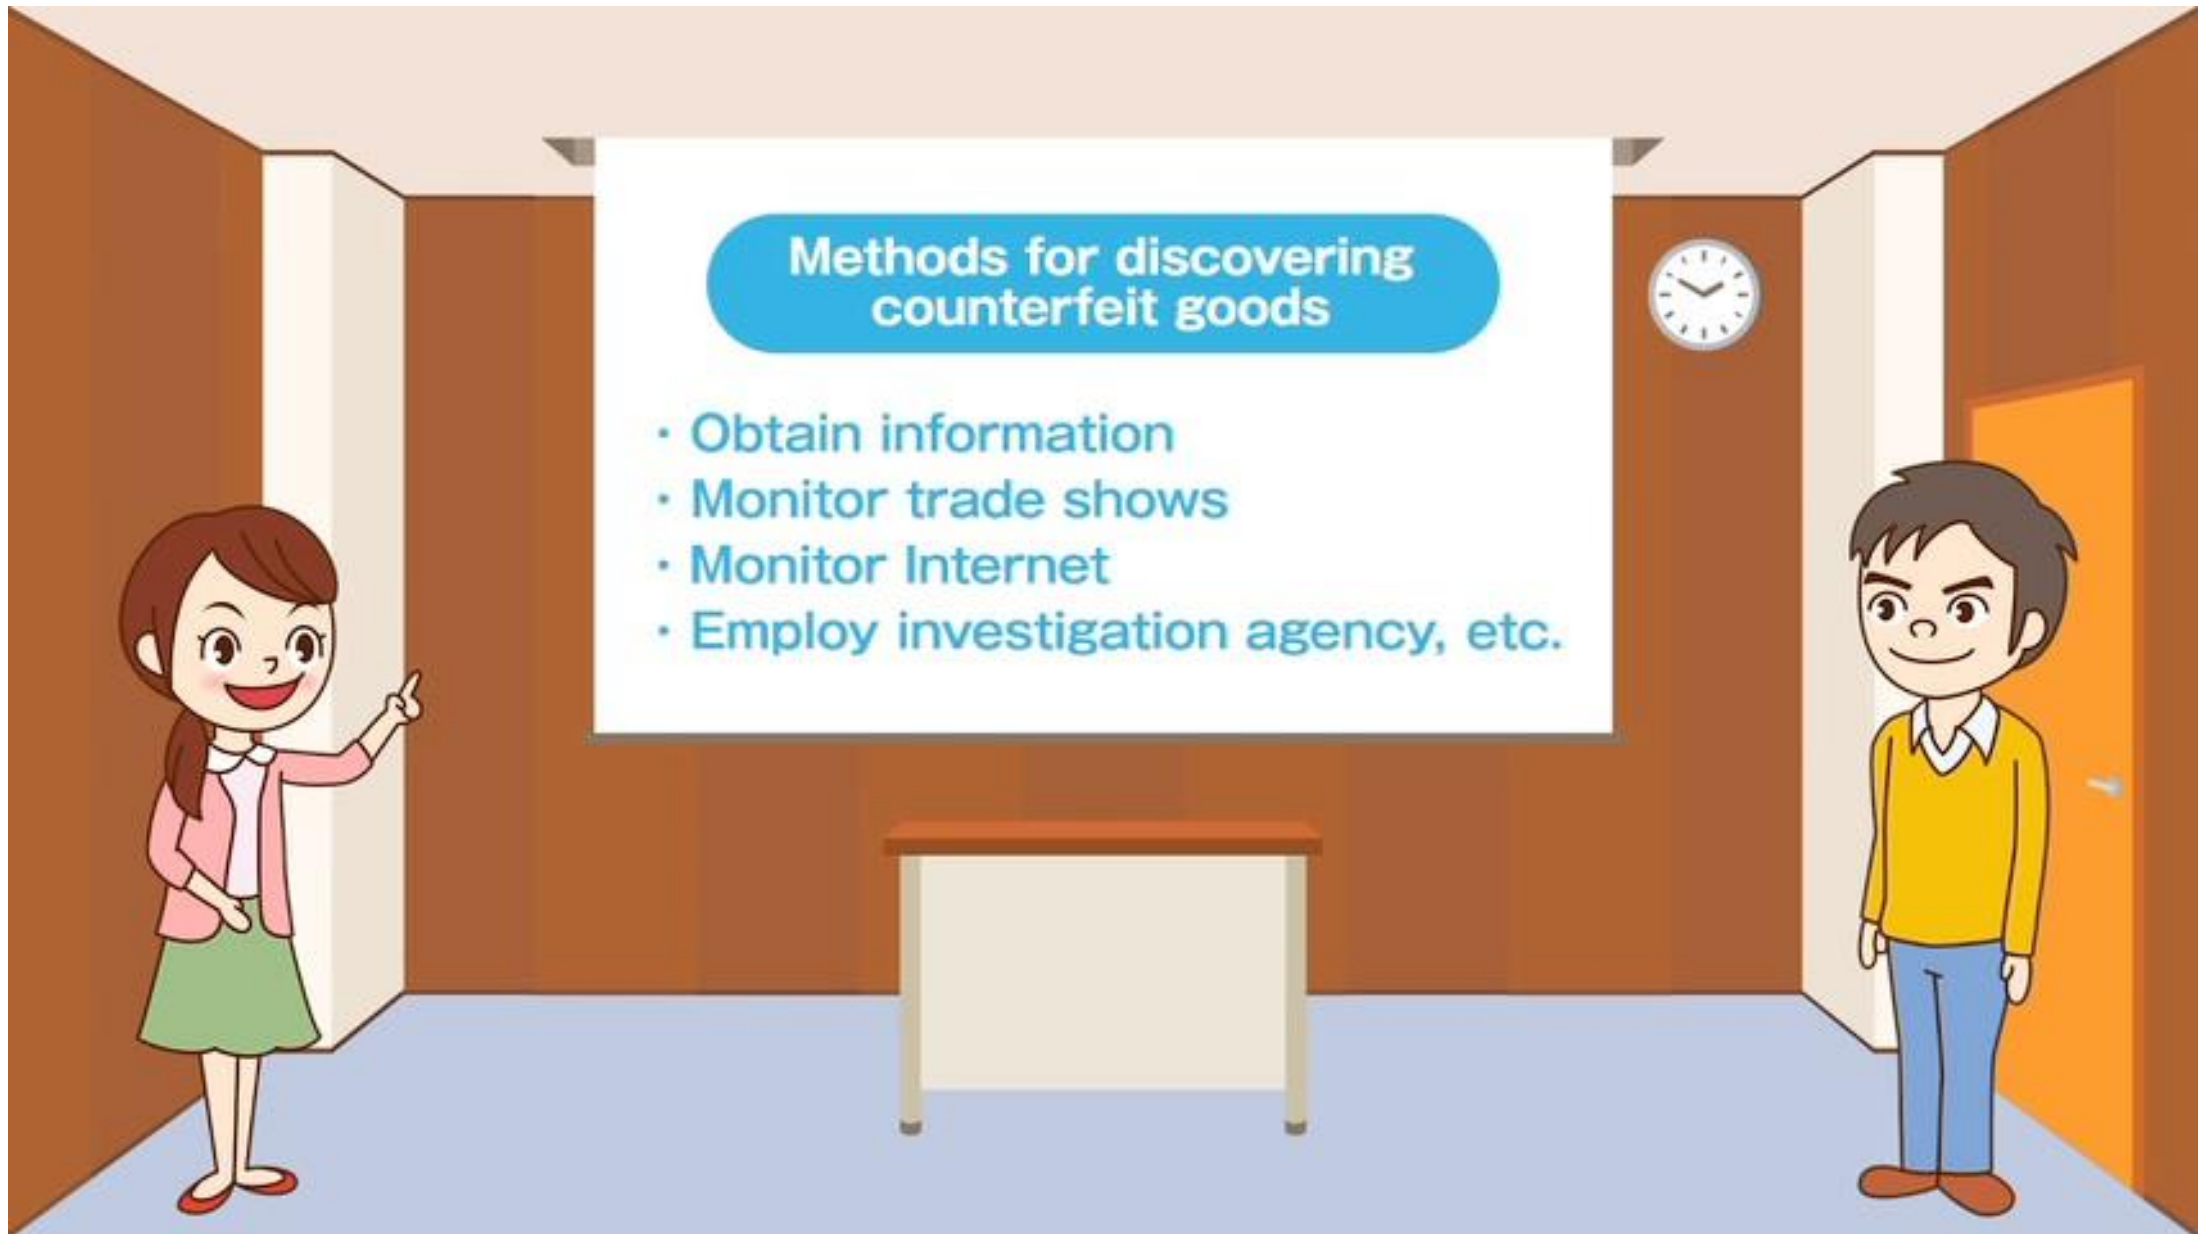 Methods for discovering
counterfeit goods
・Obtain information
・Monitor trade shows
・Monitor Internet
・Employ investigation agency, etc.